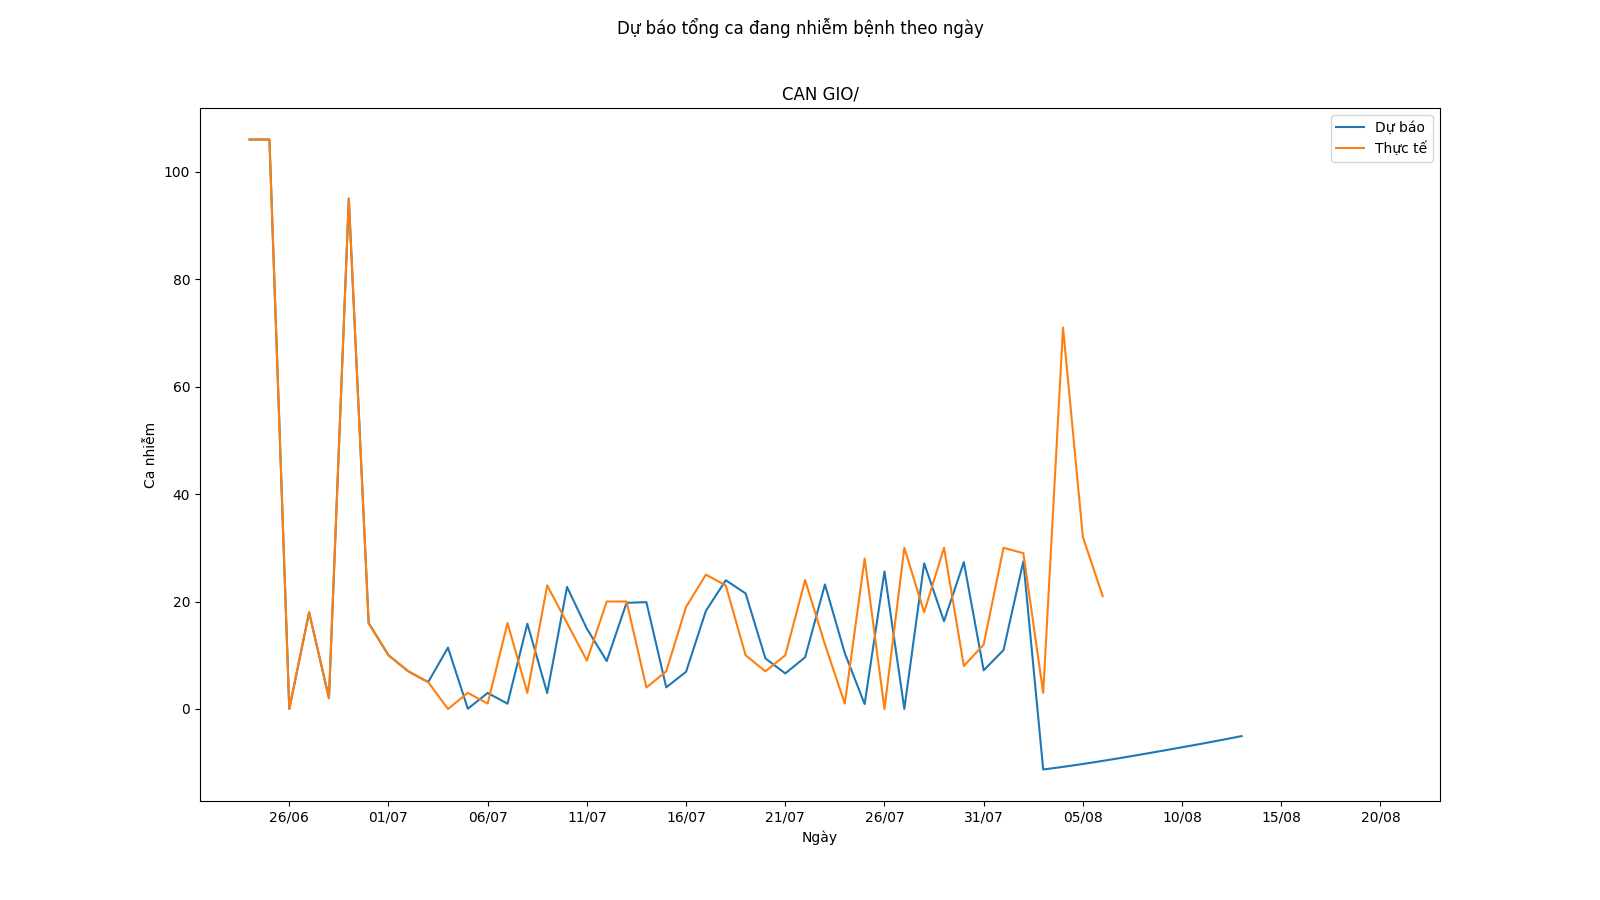 Dự báo tổng ca đang nhiễm bệnh theo ngày
CAN GIO/
Dự báo
Thực tế
Ca nhiễm
100
80
60
40
20
0
26/06 01/07 06/07 11/07 16/07 21/07 26/07 31/07 05/08 10/08 15/08 20/08
Ngày